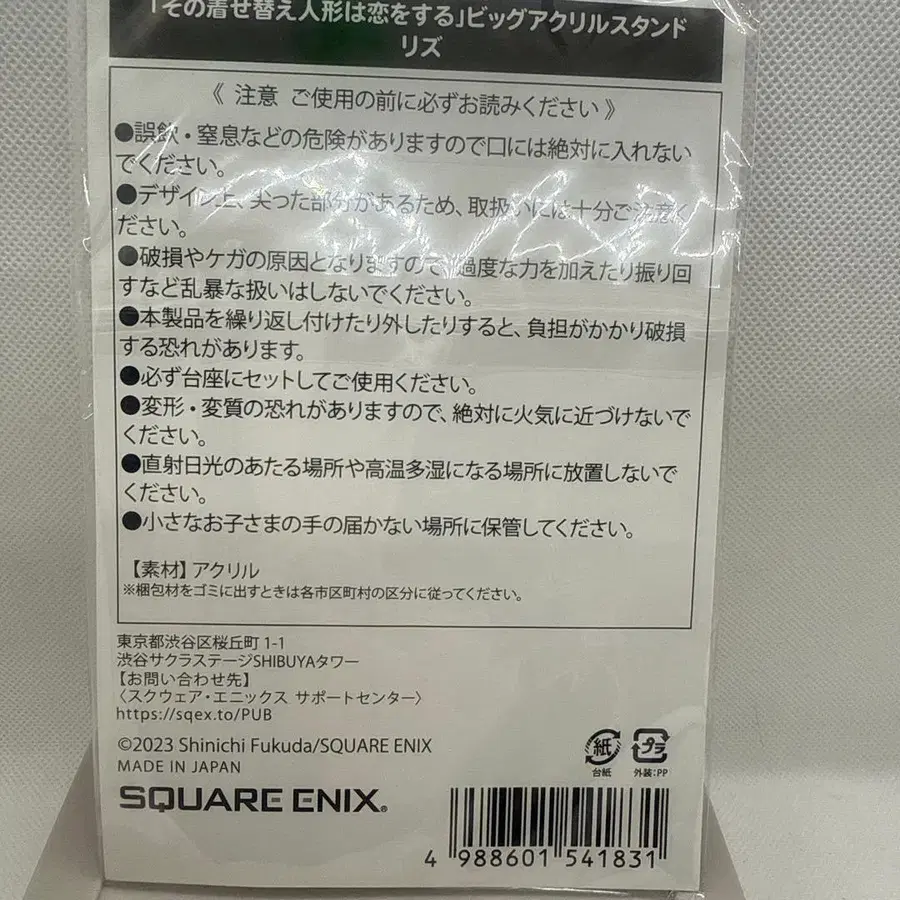 「その着せ替え人形は恋をする」ビッグアクリルスタンド
リズ
《 注意 ご使用の前に必ずお読みください 》
●誤飲・窒息などの危険がありますので口には絶対に入れない
でください。
●デザイン上、尖った部分があるため、取扱いには十分ご注意く
ださい。
●破損やケガの原因となりますので、過度な力を加えたり振り回
すなど乱暴な扱いはしないでください。
●本製品を繰り返し付けたり外したりすると、負担がかかり破損
する恐れがあります。
●必ず台座にセットしてご使用ください。
●変形・変質の恐れがありますので、絶対に火気に近づけないで
ください。
●直射日光のあたる場所や高温多湿になる場所に放置しないで
ください。
●小さなお子さまの手の届かない場所に保管してください。
【素材】アクリル
※梱包材をゴミに出すときは各市区町村の区分に従ってください。
東京都渋谷区桜丘町 1-1
渋谷サクラステージSHIBUYAタワー
【お問い合わせ先】
〈スクウェア・エニックス サポートセンター〉
https://sqex.to/PUB
©2023 Shinichi Fukuda/SQUARE ENIX
MADE IN JAPAN
紙 プラ
台紙 外装:PP
SQUARE ENIX®
4 988601 541831